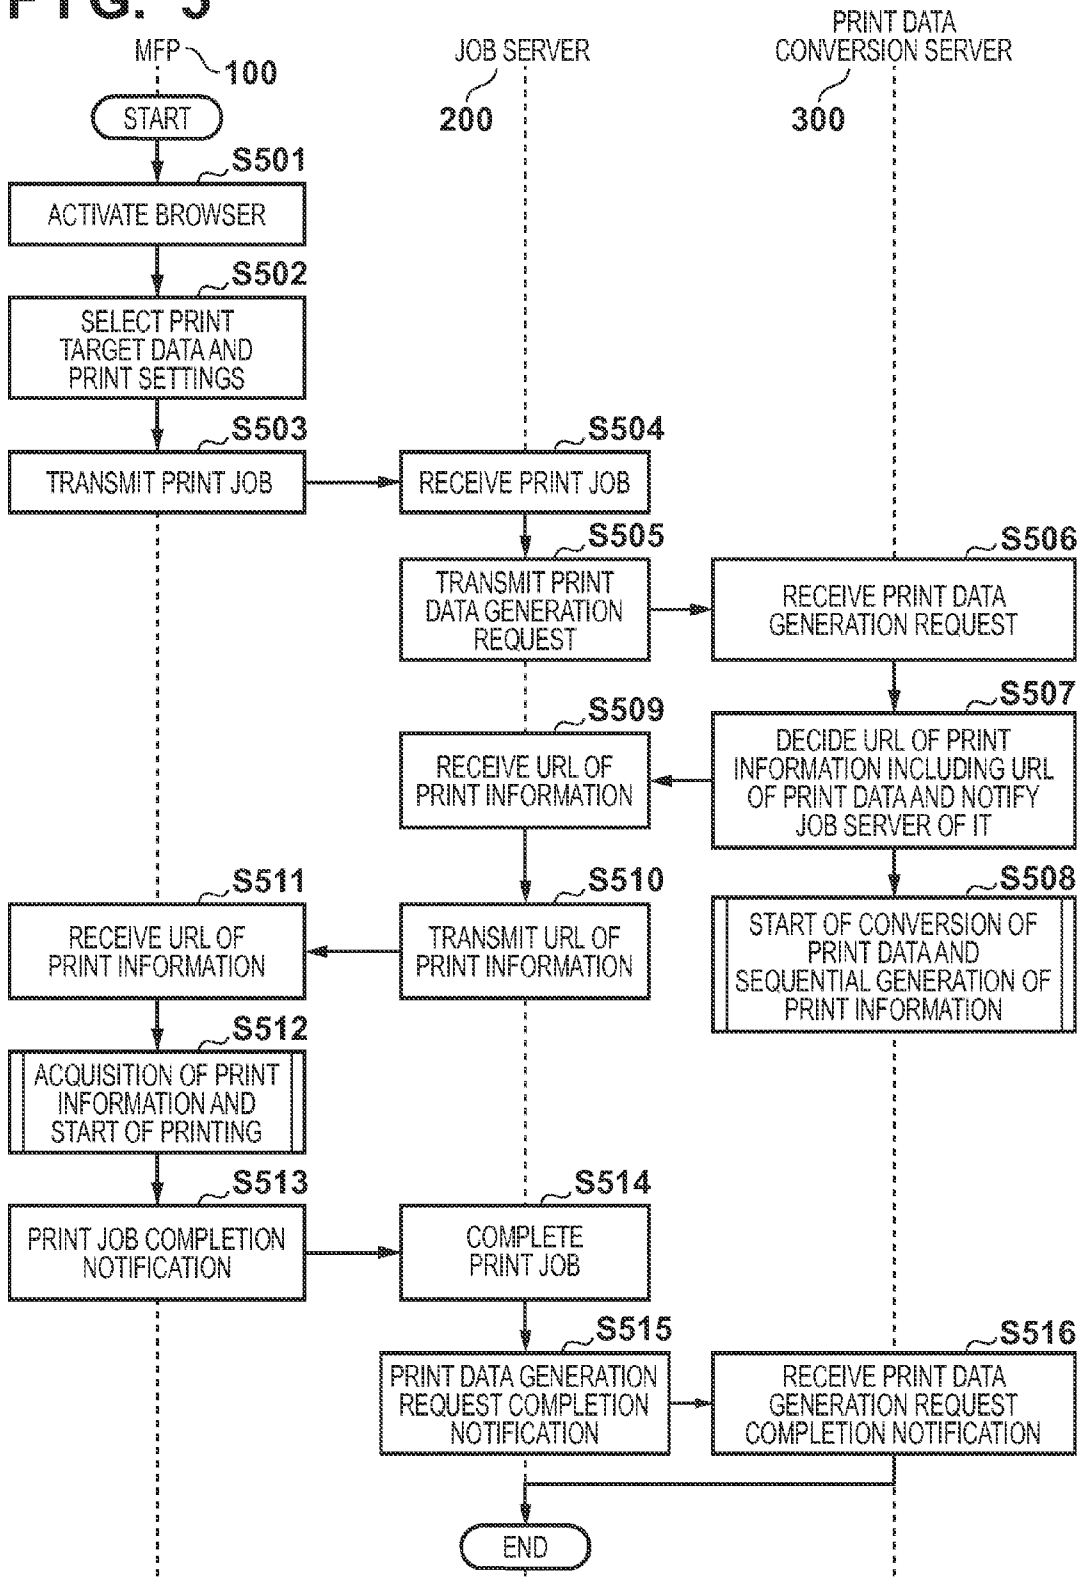 FIG. 5
MFP
100
JOB SERVER
200
PRINT DATA
CONVERSION SERVER
300
START
S501
ACTIVATE BROWSER
S502
SELECT PRINT
TARGET DATA AND
PRINT SETTINGS
S503
TRANSMIT PRINT JOB
S504
RECEIVE PRINT JOB
S505
TRANSMIT PRINT
DATA GENERATION
REQUEST
S506
RECEIVE PRINT DATA
GENERATION REQUEST
S507
DECIDE URL OF PRINT
INFORMATION INCLUDING URL
OF PRINT DATA AND NOTIFY
JOB SERVER OF IT
S509
RECEIVE URL OF
PRINT INFORMATION
S508
START OF CONVERSION OF
PRINT DATA AND
SEQUENTIAL GENERATION OF
PRINT INFORMATION
S510
TRANSMIT URL OF
PRINT INFORMATION
S511
RECEIVE URL OF
PRINT INFORMATION
S512
ACQUISITION OF PRINT
INFORMATION AND
START OF PRINTING
S513
PRINT JOB COMPLETION
NOTIFICATION
S514
COMPLETE
PRINT JOB
S515
PRINT DATA GENERATION
REQUEST COMPLETION
NOTIFICATION
S516
RECEIVE PRINT DATA
GENERATION REQUEST
COMPLETION NOTIFICATION
END